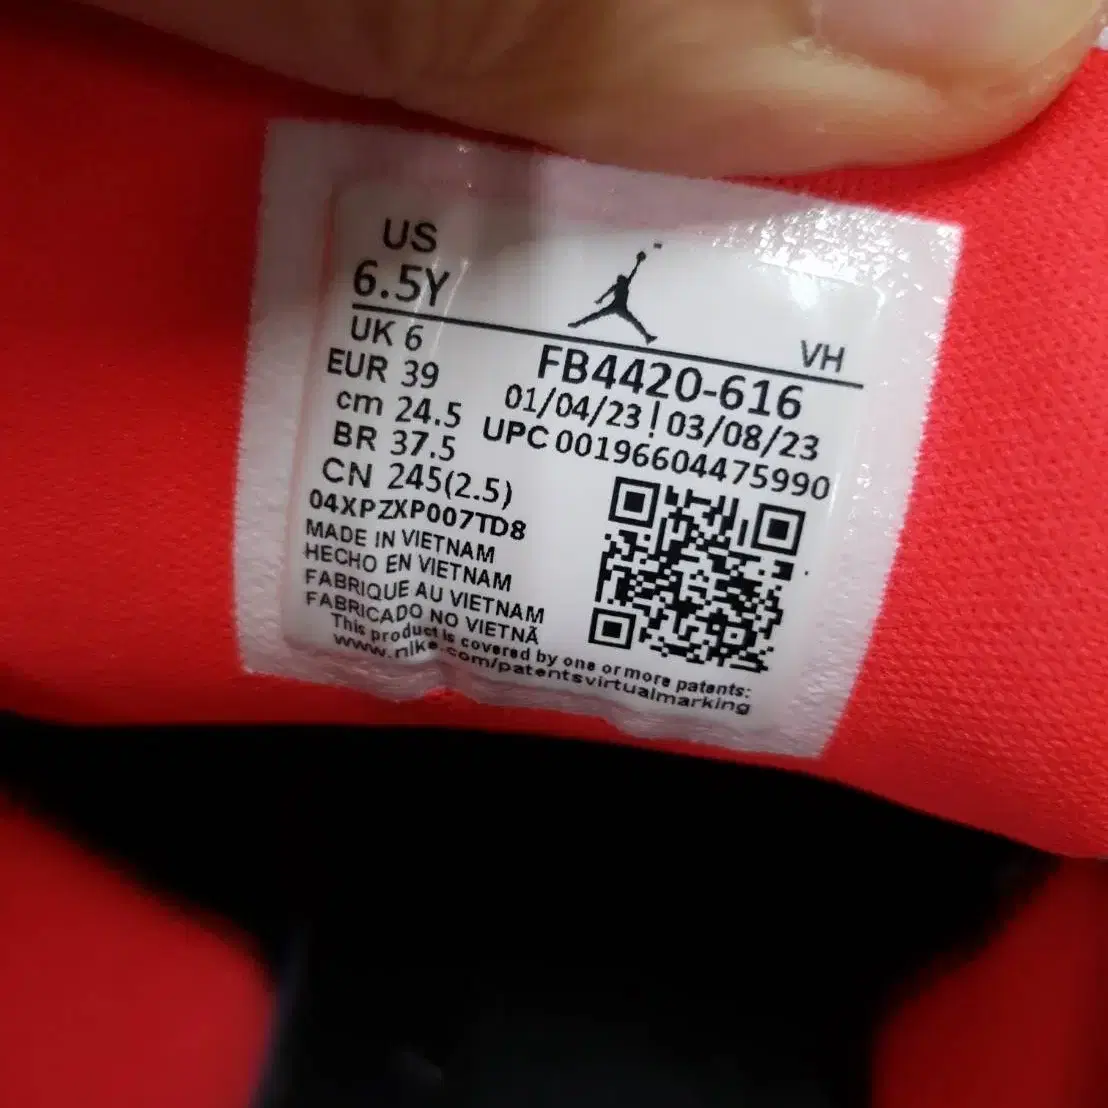 US
6.5Y
VH
UK 6
FB4420-616
EUR 39
01/04/23 | 03/08/23
cm 24.5
UPC 00196604475990
BR 37.5
CN 245(2.5)
04XPZXP007TD8
MADE IN VIETNAM
HECHO EN VIETNAM
FABRIQUE AU VIETNAM
FABRICADO NO VIETNÃ
This product is covered by one or more patents:
www.nike.com/patentsvirtualmarking